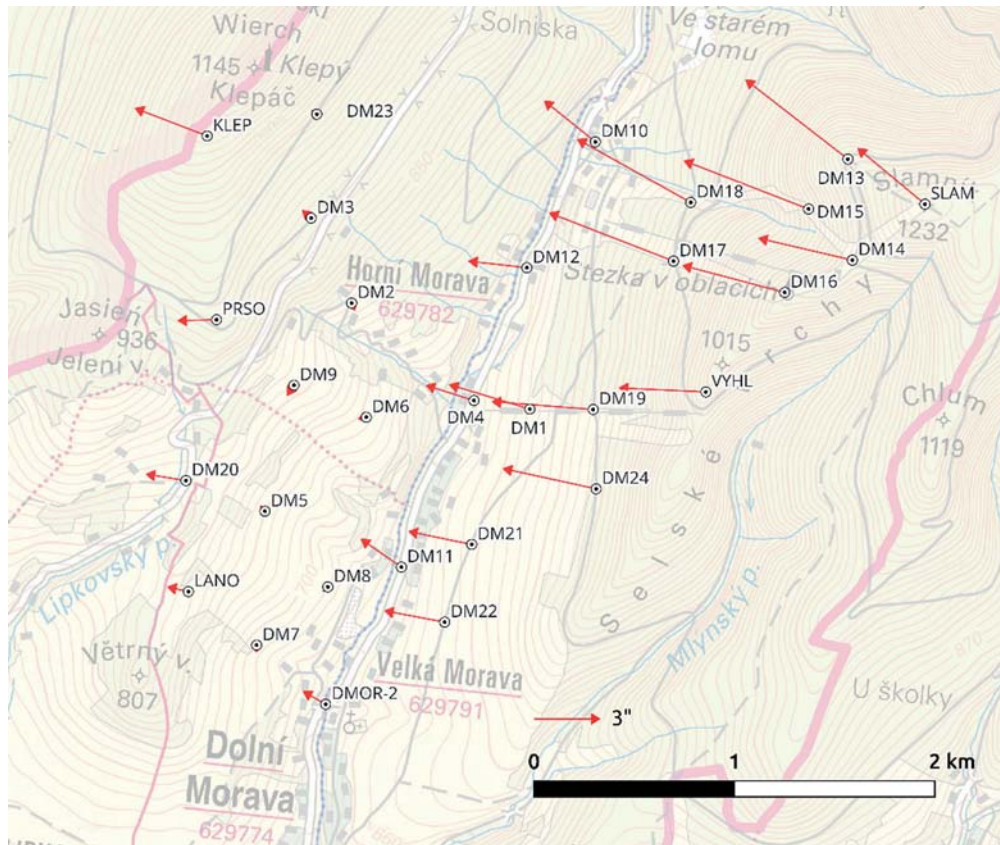 ski
Wierch
1145 Klepý
Klepáč
Solniska
Ve starém
lomu
DM23
KLEP
DM10
DM13
Slamník
SLAM
1232
DM18
DM15
DM3
DM12
DM17
DM14
DM16
Stezka v oblacích
Horní Morava
629782
DM2
PRSO
Jasień
936
Jelení v.
1015
VYHL
DM9
DM6
DM4
DM1
DM19
Chlum
1119
Selské vrchy
DM20
DM5
DM24
DM21
DM11
DM8
Lipkovský p.
LANO
DM22
Mlýnský p.
DM7
Větrný v.
807
700
Velká Morava
629791
U školky
DMOR-2
3"
Dolní
Morava
629774
0 1 2 km